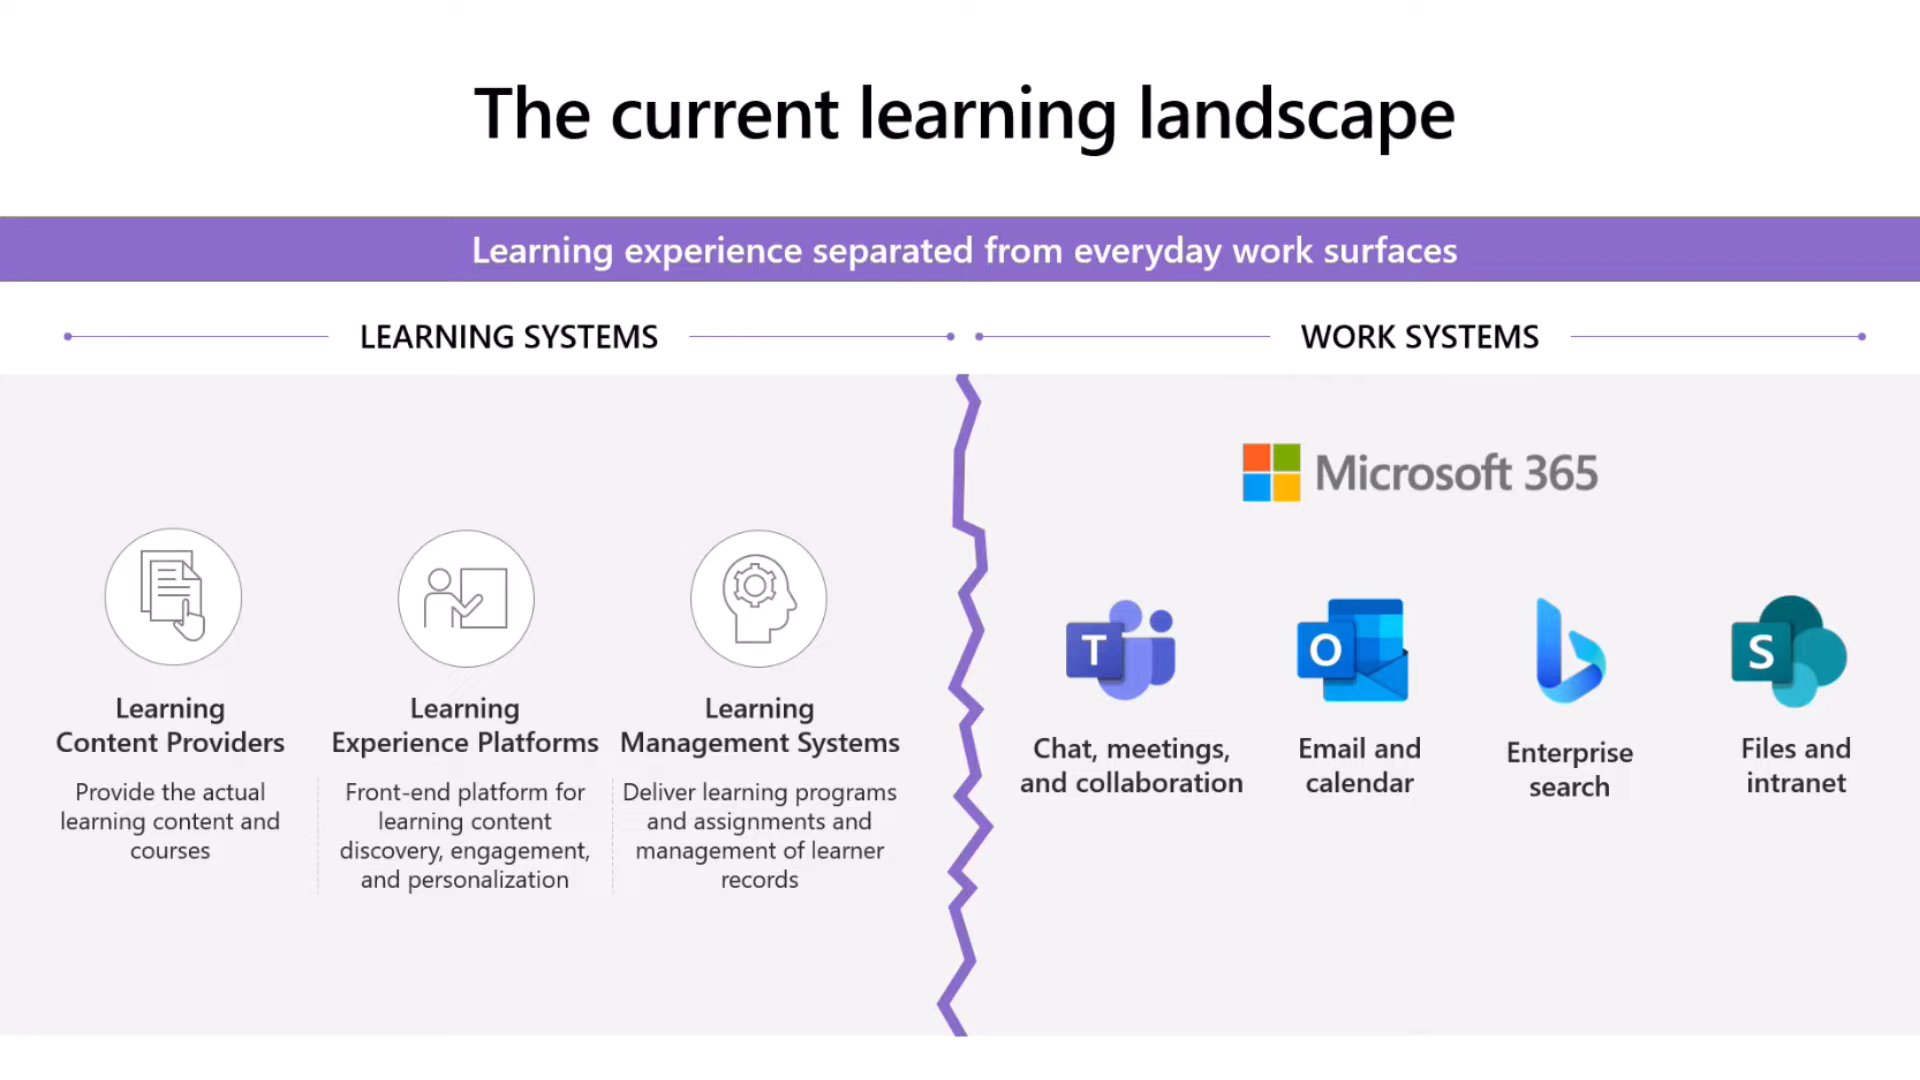 The current learning landscape
Learning experience separated from everyday work surfaces
LEARNING SYSTEMS
WORK SYSTEMS
Microsoft 365
Learning
Content Providers
Provide the actual
learning content and
courses
Learning
Experience Platforms
Front-end platform for
learning content
discovery, engagement,
and personalization
Learning
Management Systems
Deliver learning programs
and assignments and
management of learner
records
T
Chat, meetings,
and collaboration
O
Email and
calendar
Enterprise
search
S
Files and
intranet